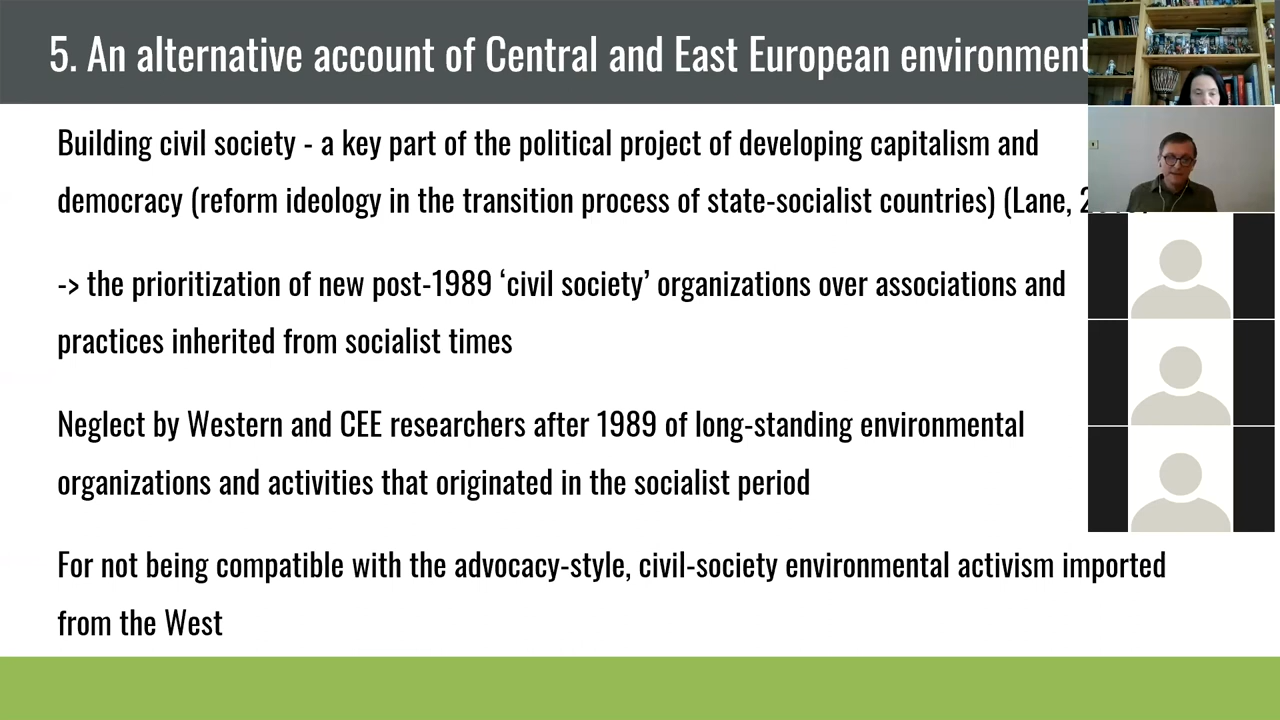 5. An alternative account of Central and East European environment
Building civil society - a key part of the political project of developing capitalism and
democracy (reform ideology in the transition process of state-socialist countries) (Lane,
-> the prioritization of new post-1989 ‘civil society’ organizations over associations and
practices inherited from socialist times
Neglect by Western and CEE researchers after 1989 of long-standing environmental
organizations and activities that originated in the socialist period
For not being compatible with the advocacy-style, civil-society environmental activism imported
from the West